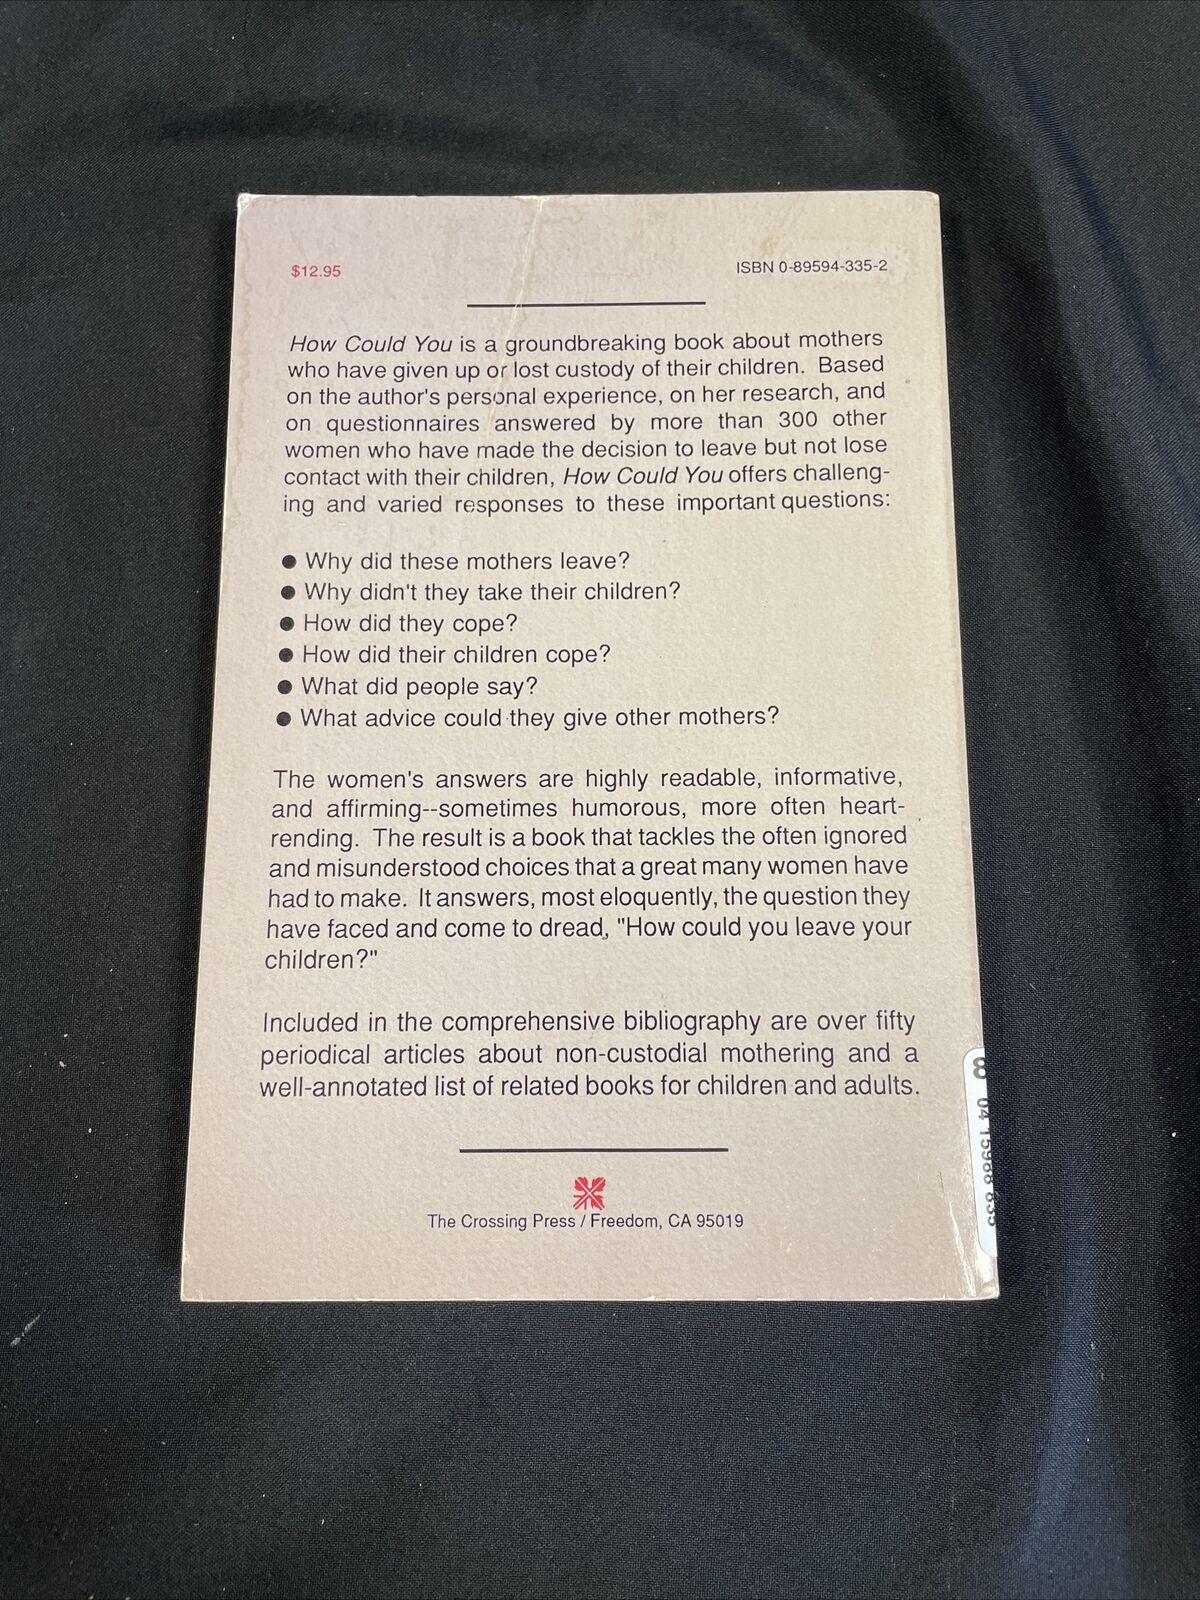 $12.95
ISBN 0-89594-335-2
How Could You is a groundbreaking book about mothers
who have given up or lost custody of their children. Based
on the author's personal experience, on her research, and
on questionnaires answered by more than 300 other
women who have made the decision to leave but not lose
contact with their children, How Could You offers challeng-
ing and varied responses to these important questions:
● Why did these mothers leave?
● Why didn't they take their children?
● How did they cope?
● How did their children cope?
● What did people say?
● What advice could they give other mothers?
The women's answers are highly readable, informative,
and affirming--sometimes humorous, more often heart-
rending. The result is a book that tackles the often ignored
and misunderstood choices that a great many women have
had to make. It answers, most eloquently, the question they
have faced and come to dread, "How could you leave your
children?"
Included in the comprehensive bibliography are over fifty
periodical articles about non-custodial mothering and a
well-annotated list of related books for children and adults.
The Crossing Press / Freedom, CA 95019
8
04 15988 835